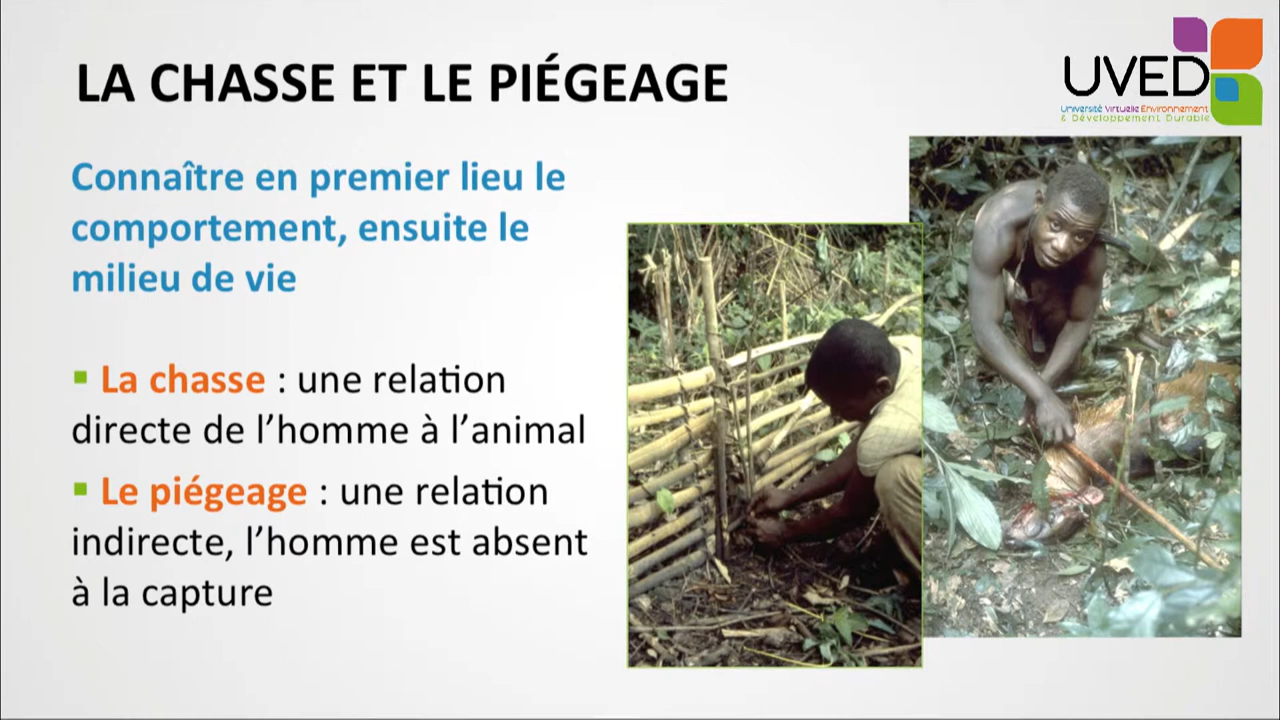 LA CHASSE ET LE PIÉGEAGE
UVED
Université Virtuelle Environnement
& Développement Durable
Connaître en premier lieu le
comportement, ensuite le
milieu de vie
▪ La chasse : une relation
directe de l’homme à l’animal
▪ Le piégeage : une relation
indirecte, l’homme est absent
à la capture